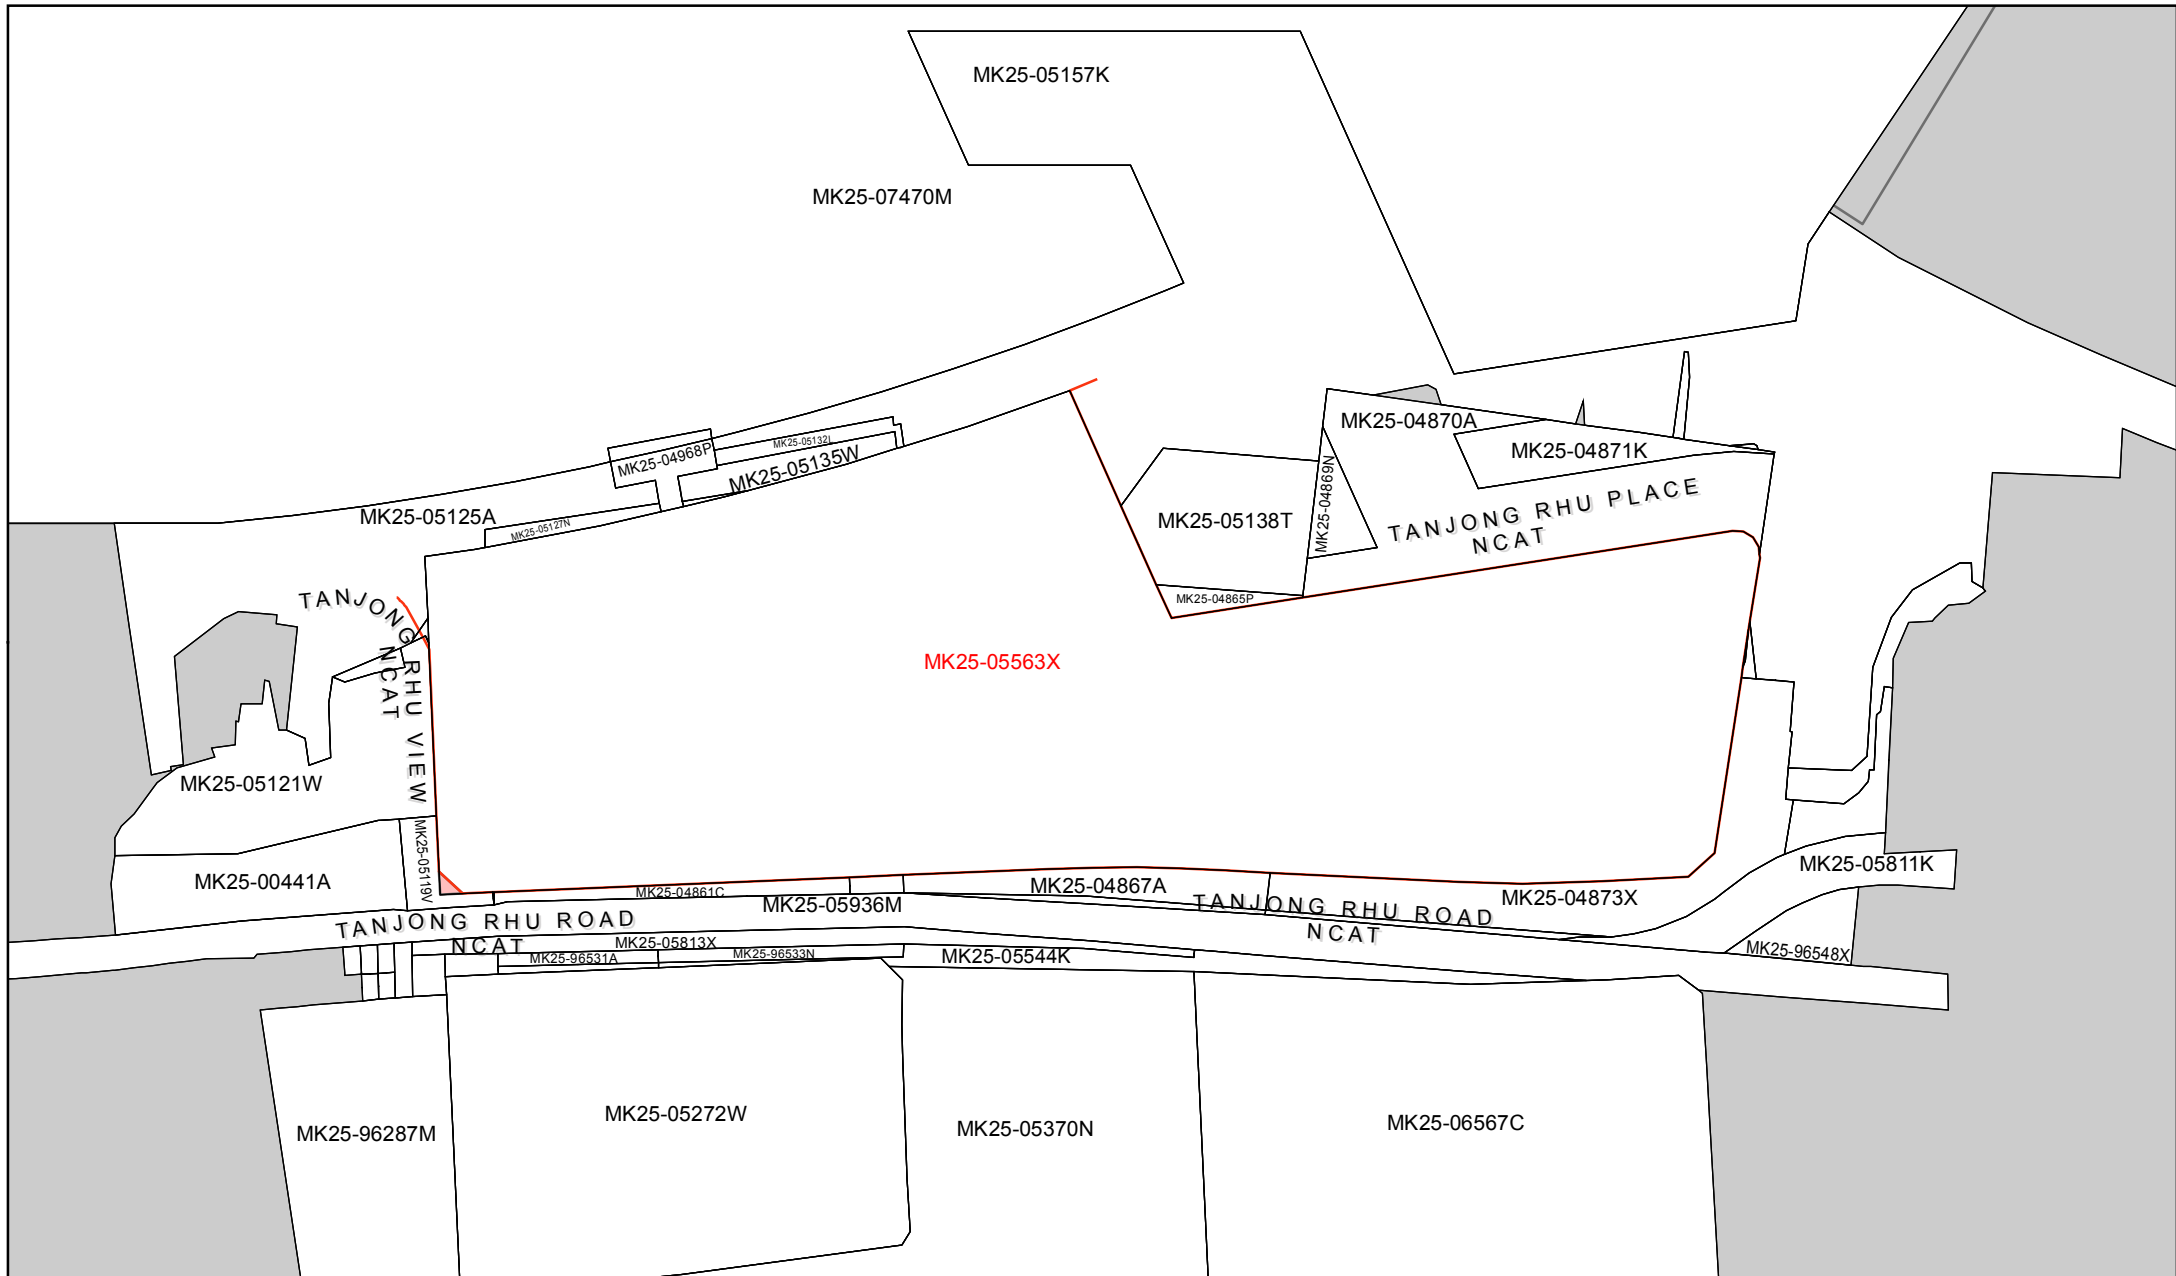 MK25-05157K
MK25-07470M
MK25-04870A
MK25-04968P
MK25-05132L
MK25-05135W
MK25-04871K
MK25-04869N
MK25-05125A
MK25-05127N
MK25-05138T
TANJONG RHU PLACE
NCAT
MK25-04865P
TANJONG RHU VIEW
NCAT
MK25-05563X
MK25-05121W
MK25-05119V
MK25-00441A
MK25-04861C
MK25-04867A
MK25-05811K
MK25-04873X
MK25-05936M
TANJONG RHU ROAD
NCAT
TANJONG RHU ROAD
NCAT
MK25-05813X
MK25-96531A
MK25-96533N
MK25-05544K
MK25-96548X
MK25-96287M
MK25-05272W
MK25-05370N
MK25-06567C